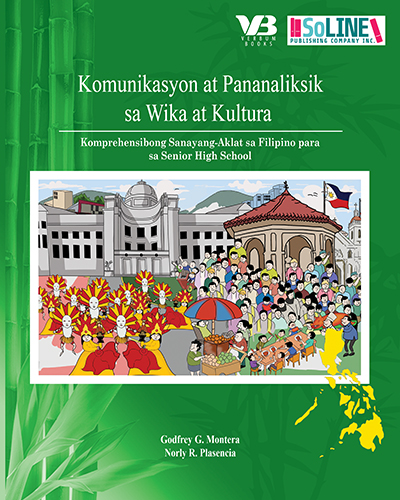 VB
VERBUM
BOOKS
SOLINE
PUBLISHING COMPANY INC.
Komunikasyon at Pananaliksik
sa Wika at Kultura
Komprehensibong Sanayang-Aklat sa Filipino para
sa Senior High School
Godfrey G. Montera
Norly R. Plasencia